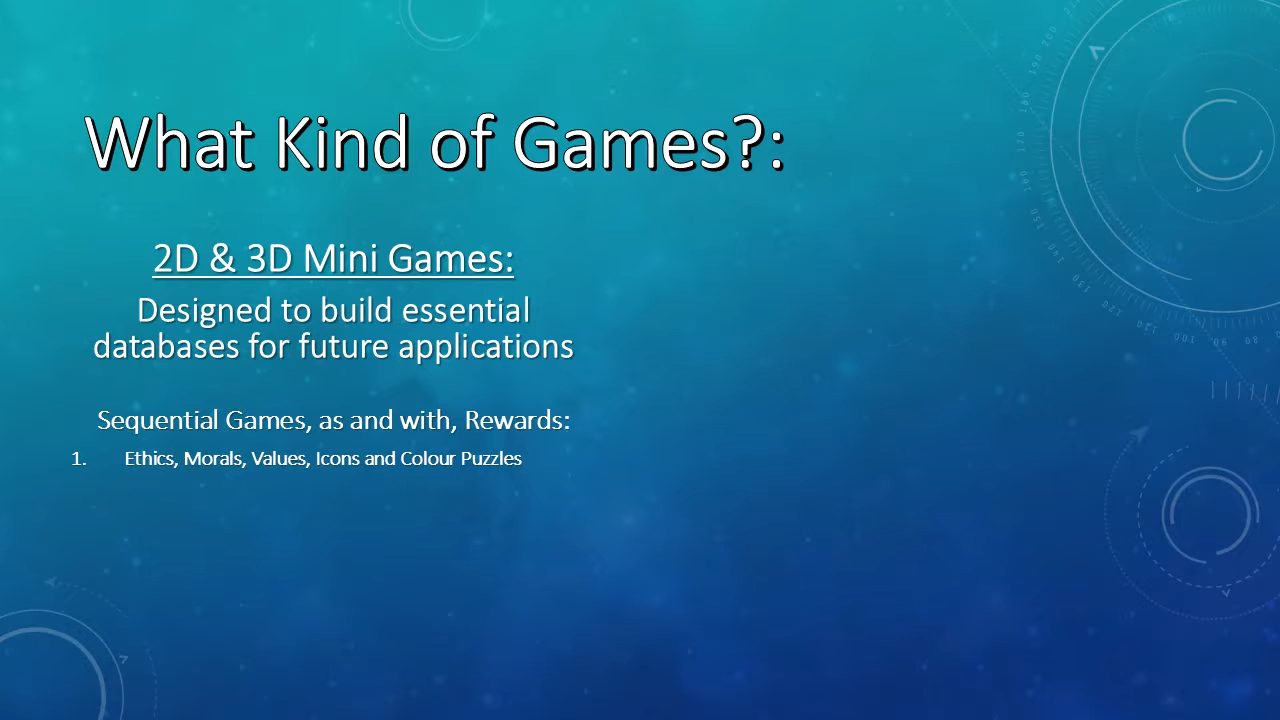 What Kind of Games?:
2D & 3D Mini Games:
Designed to build essential
databases for future applications
Sequential Games, as and with, Rewards:
1. Ethics, Morals, Values, Icons and Colour Puzzles